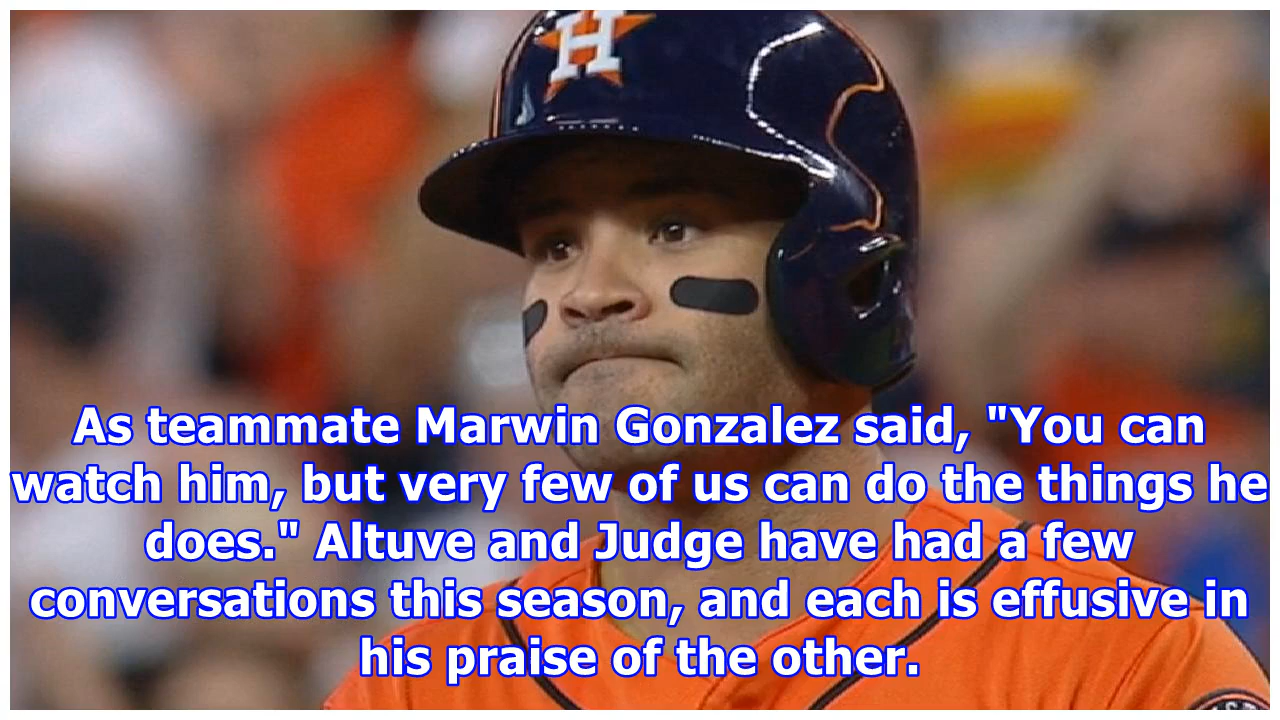 H
As teammate Marwin Gonzalez said, "You can
watch him, but very few of us can do the things he
does." Altuve and Judge have had a few
conversations this season, and each is effusive in
his praise of the other.